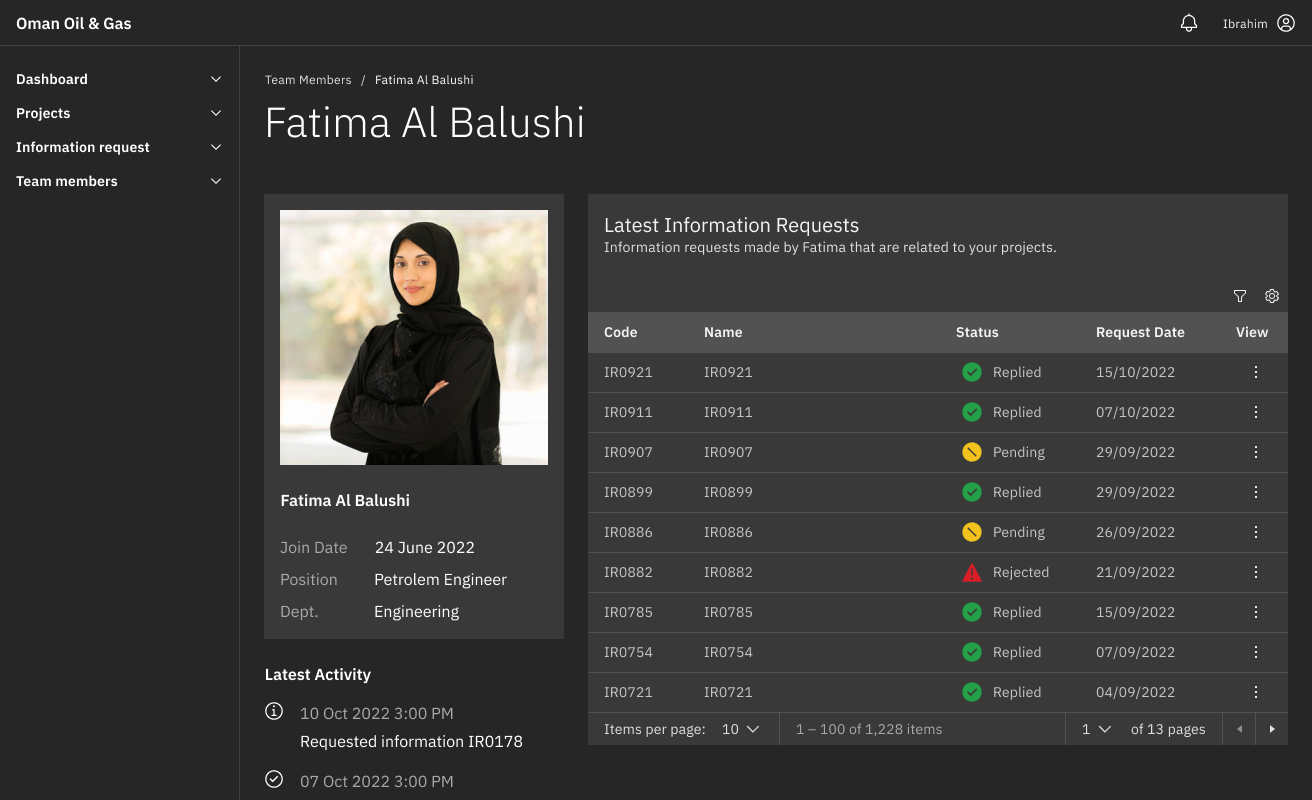 Oman Oil & Gas
Ibrahim
Dashboard
Projects
Information request
Team members
Team Members / Fatima Al Balushi
Fatima Al Balushi
Fatima Al Balushi
Join Date 24 June 2022
Position Petrolem Engineer
Dept. Engineering
Latest Activity
10 Oct 2022 3:00 PM
Requested information IR0178
07 Oct 2022 3:00 PM
Latest Information Requests
Information requests made by Fatima that are related to your projects.
Code Name Status Request Date View
IR0921 IR0921 Replied 15/10/2022
IR0911 IR0911 Replied 07/10/2022
IR0907 IR0907 Pending 29/09/2022
IR0899 IR0899 Replied 29/09/2022
IR0886 IR0886 Pending 26/09/2022
IR0882 IR0882 Rejected 21/09/2022
IR0785 IR0785 Replied 15/09/2022
IR0754 IR0754 Replied 07/09/2022
IR0721 IR0721 Replied 04/09/2022
Items per page: 10 1 – 100 of 1,228 items 1 of 13 pages